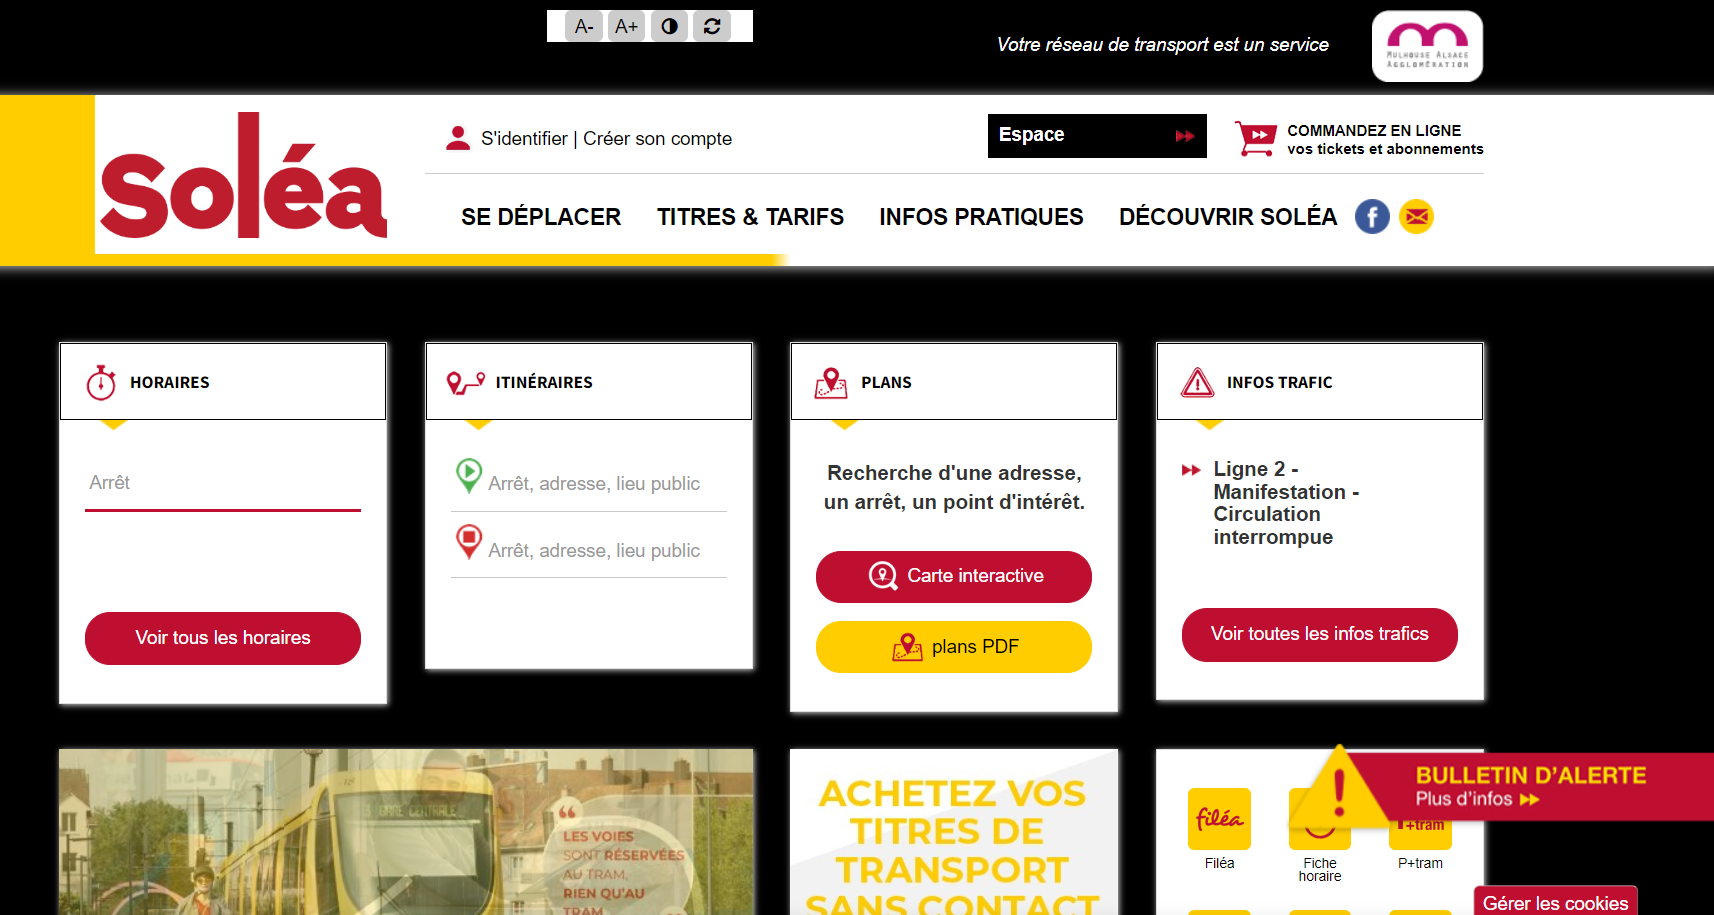 A- A+
Votre réseau de transport est un service
MULHOUSE ALSACE
AGGLOMÉRATION
soléa
S'identifier | Créer son compte
Espace
COMMANDEZ EN LIGNE
vos tickets et abonnements
SE DÉPLACER TITRES & TARIFS INFOS PRATIQUES DÉCOUVRIR SOLÉA
HORAIRES
Arrêt
Voir tous les horaires
ITINÉRAIRES
Arrêt, adresse, lieu public
Arrêt, adresse, lieu public
PLANS
Recherche d'une adresse,
un arrêt, un point d'intérêt.
Carte interactive
plans PDF
INFOS TRAFIC
Ligne 2 -
Manifestation -
Circulation
interrompue
Voir toutes les infos trafics
3 GARE CENTRALE
LES VOIES
SONT RÉSERVÉES
AU TRAM,
RIEN QU'AU
TRAM
ACHETEZ VOS
TITRES DE
TRANSPORT
SANS CONTACT
BULLETIN D'ALERTE
Plus d'infos
filéa
+tram
Filéa
Fiche
horaire
P+tram
Gérer les cookies